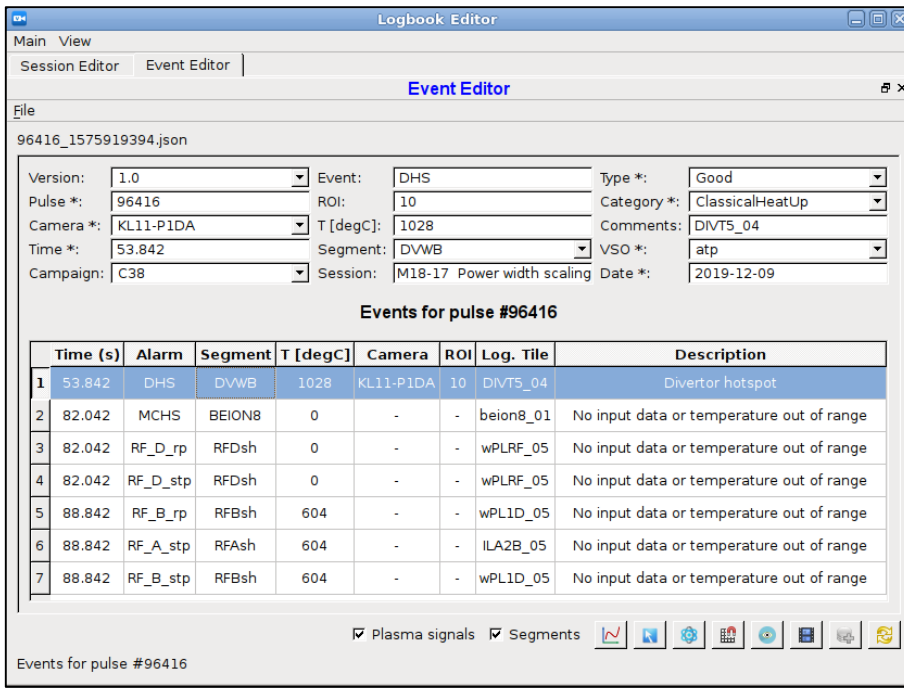 Logbook Editor
Main View
Session Editor Event Editor
Event Editor
File
96416_1575919394.json
Version: 1.0 Event: DHS Type *: Good
Pulse *: 96416 ROI: 10 Category *: ClassicalHeatUp
Camera *: KL11-P1DA T [degC]: 1028 Comments: DIVT5_04
Time *: 53.842 Segment: DVWB VSO *: atp
Campaign: C38 Session: M18-17 Power width scaling Date *: 2019-12-09
Events for pulse #96416
Time (s) Alarm Segment T [degC] Camera ROI Log. Tile Description
1 53.842 DHS DVWB 1028 KL11-P1DA 10 DIVT5_04 Divertor hotspot
2 82.042 MCHS BEION8 0 - - beion8_01 No input data or temperature out of range
3 82.042 RF_D_rp RFDsh 0 - - wPLRF_05 No input data or temperature out of range
4 82.042 RF_D_stp RFDsh 0 - - wPLRF_05 No input data or temperature out of range
5 88.842 RF_B_rp RFBsh 604 - - wPL1D_05 No input data or temperature out of range
6 88.842 RF_A_stp RFAsh 604 - - ILA2B_05 No input data or temperature out of range
7 88.842 RF_B_stp RFBsh 604 - - wPL1D_05 No input data or temperature out of range
Plasma signals Segments
Events for pulse #96416